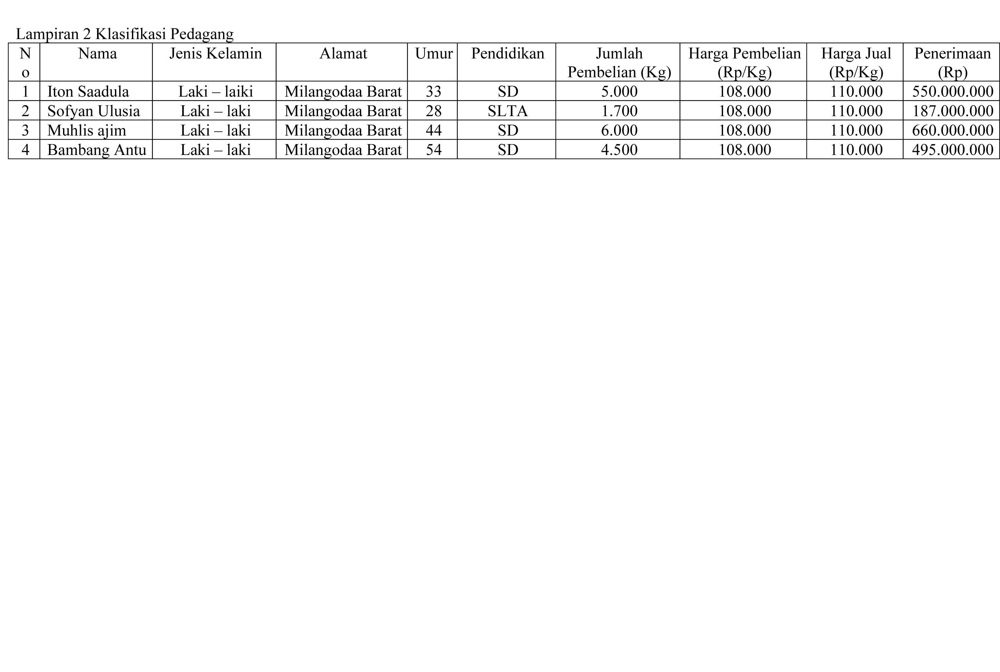 Lampiran 2 Klasifikasi Pedagang
N Nama Jenis Kelamin Alamat Umur Pendidikan Jumlah Harga Pembelian Harga Jual Penerimaan
o Pembelian (Kg) (Rp/Kg) (Rp/Kg) (Rp)
1 Iton Saadula Laki – laiki Milangodaa Barat 33 SD 5.000 108.000 110.000 550.000.000
2 Sofyan Ulusia Laki – laki Milangodaa Barat 28 SLTA 1.700 108.000 110.000 187.000.000
3 Muhlis ajim Laki – laki Milangodaa Barat 44 SD 6.000 108.000 110.000 660.000.000
4 Bambang Antu Laki – laki Milangodaa Barat 54 SD 4.500 108.000 110.000 495.000.000